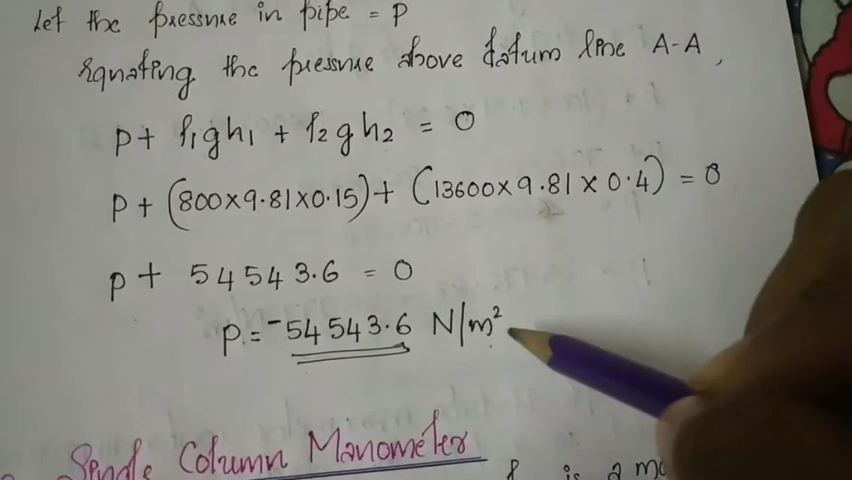 Let the pressure in pipe = P
Equating the pressure above datum line A-A,
P + ρ₁gh₁ + ρ₂gh₂ = 0
P + (800×9.81×0.15) + (13600×9.81×0.4) = 0
P + 54543.6 = 0
P = -54543.6 N/m²
Single Column Manometer
is a